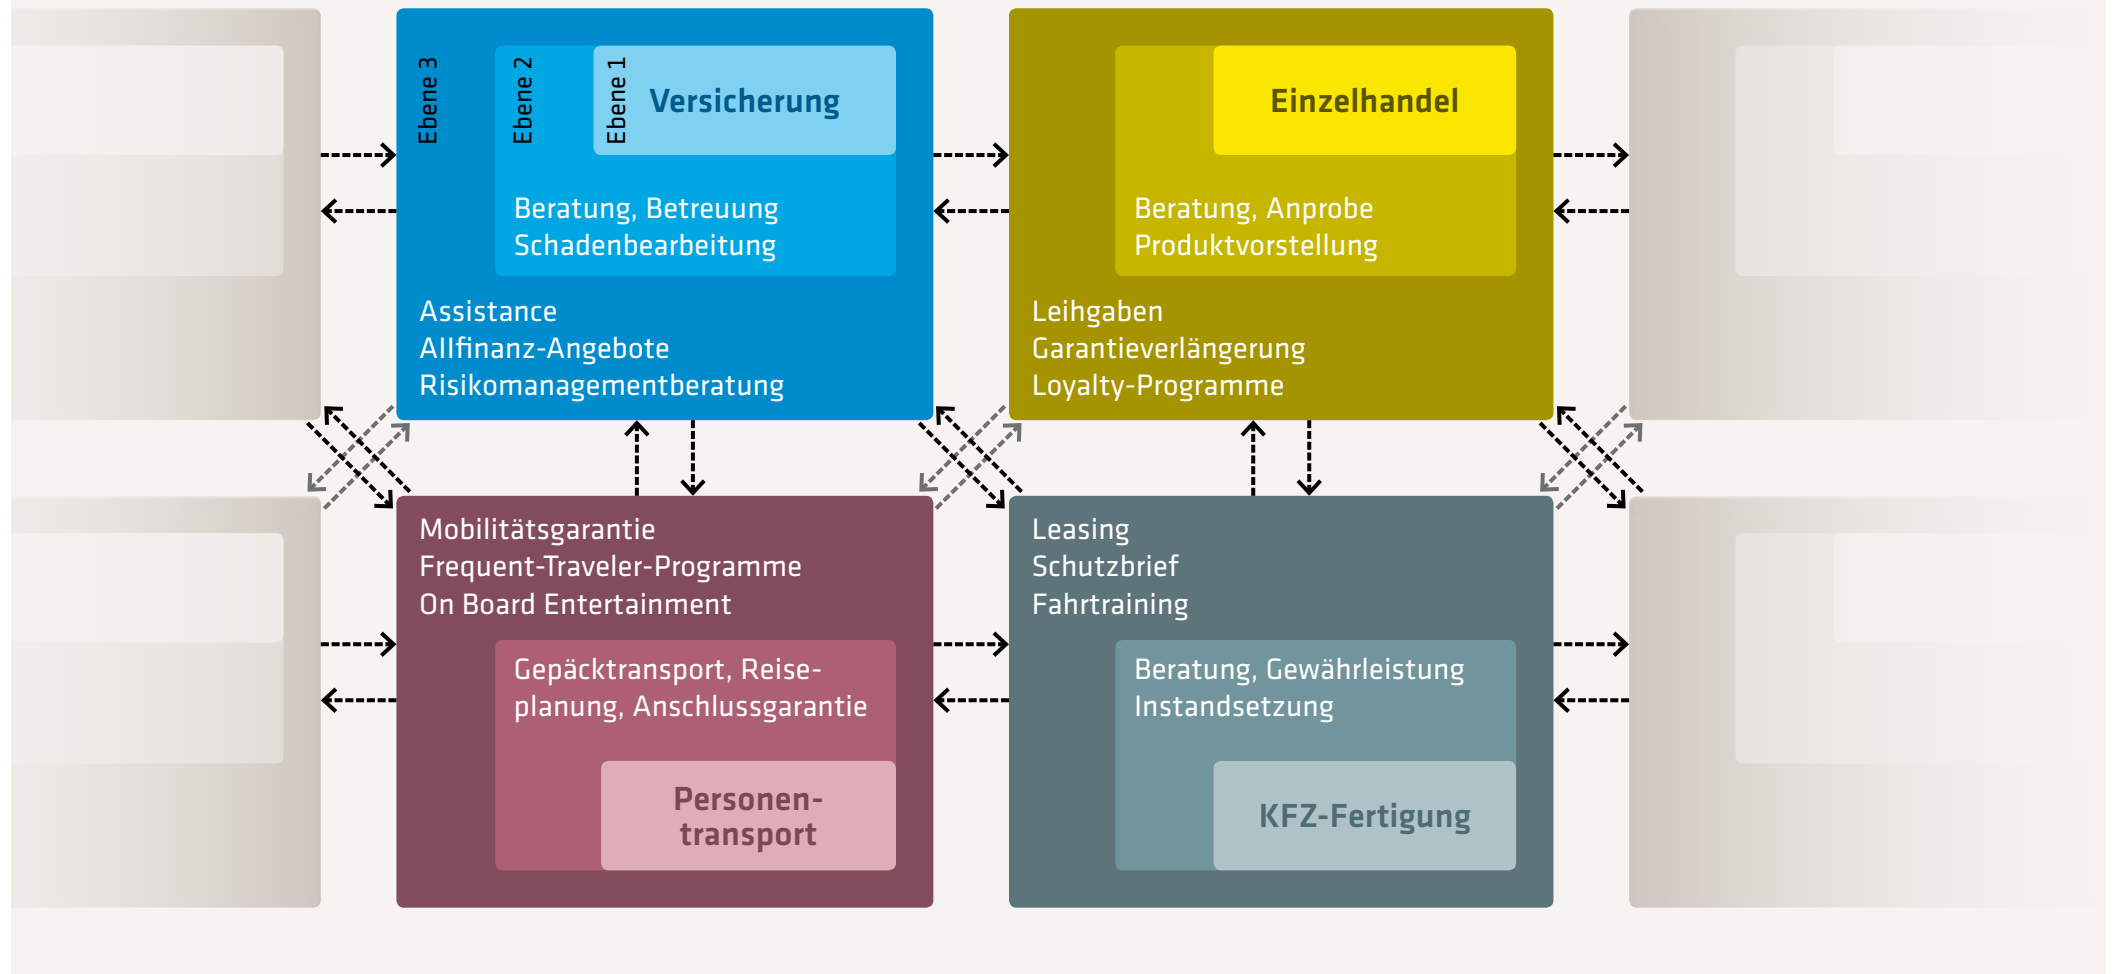 Ebene 3
Ebene 2
Ebene 1
Versicherung
Beratung, Betreuung
Schadenbearbeitung
Assistance
Allfinanz-Angebote
Risikomanagementberatung
Einzelhandel
Beratung, Anprobe
Produktvorstellung
Leihgaben
Garantieverlängerung
Loyalty-Programme
Mobilitätsgarantie
Frequent-Traveler-Programme
On Board Entertainment
Gepäcktransport, Reise-
planung, Anschlussgarantie
Personen-
transport
Leasing
Schutzbrief
Fahrtraining
Beratung, Gewährleistung
Instandsetzung
KFZ-Fertigung